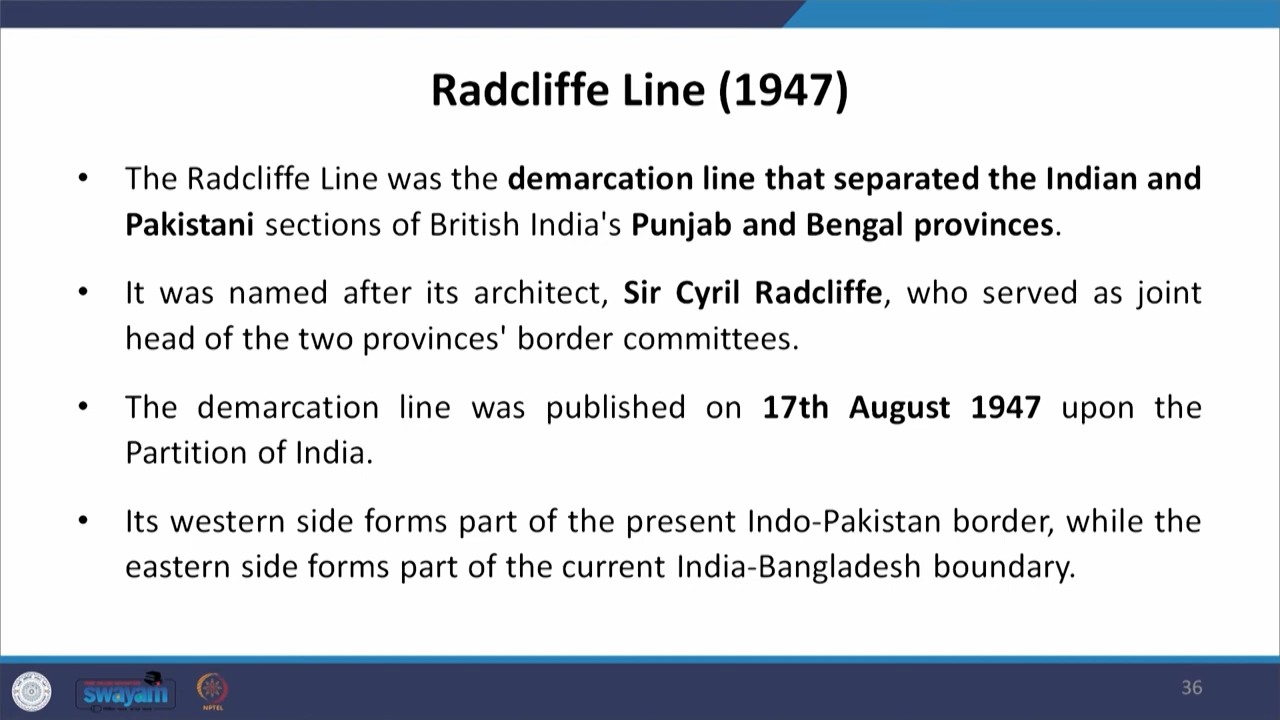 Radcliffe Line (1947)
• The Radcliffe Line was the demarcation line that separated the Indian and
Pakistani sections of British India's Punjab and Bengal provinces.
• It was named after its architect, Sir Cyril Radcliffe, who served as joint
head of the two provinces' border committees.
• The demarcation line was published on 17th August 1947 upon the
Partition of India.
• Its western side forms part of the present Indo-Pakistan border, while the
eastern side forms part of the current India-Bangladesh boundary.
swayam
NPTEL
36